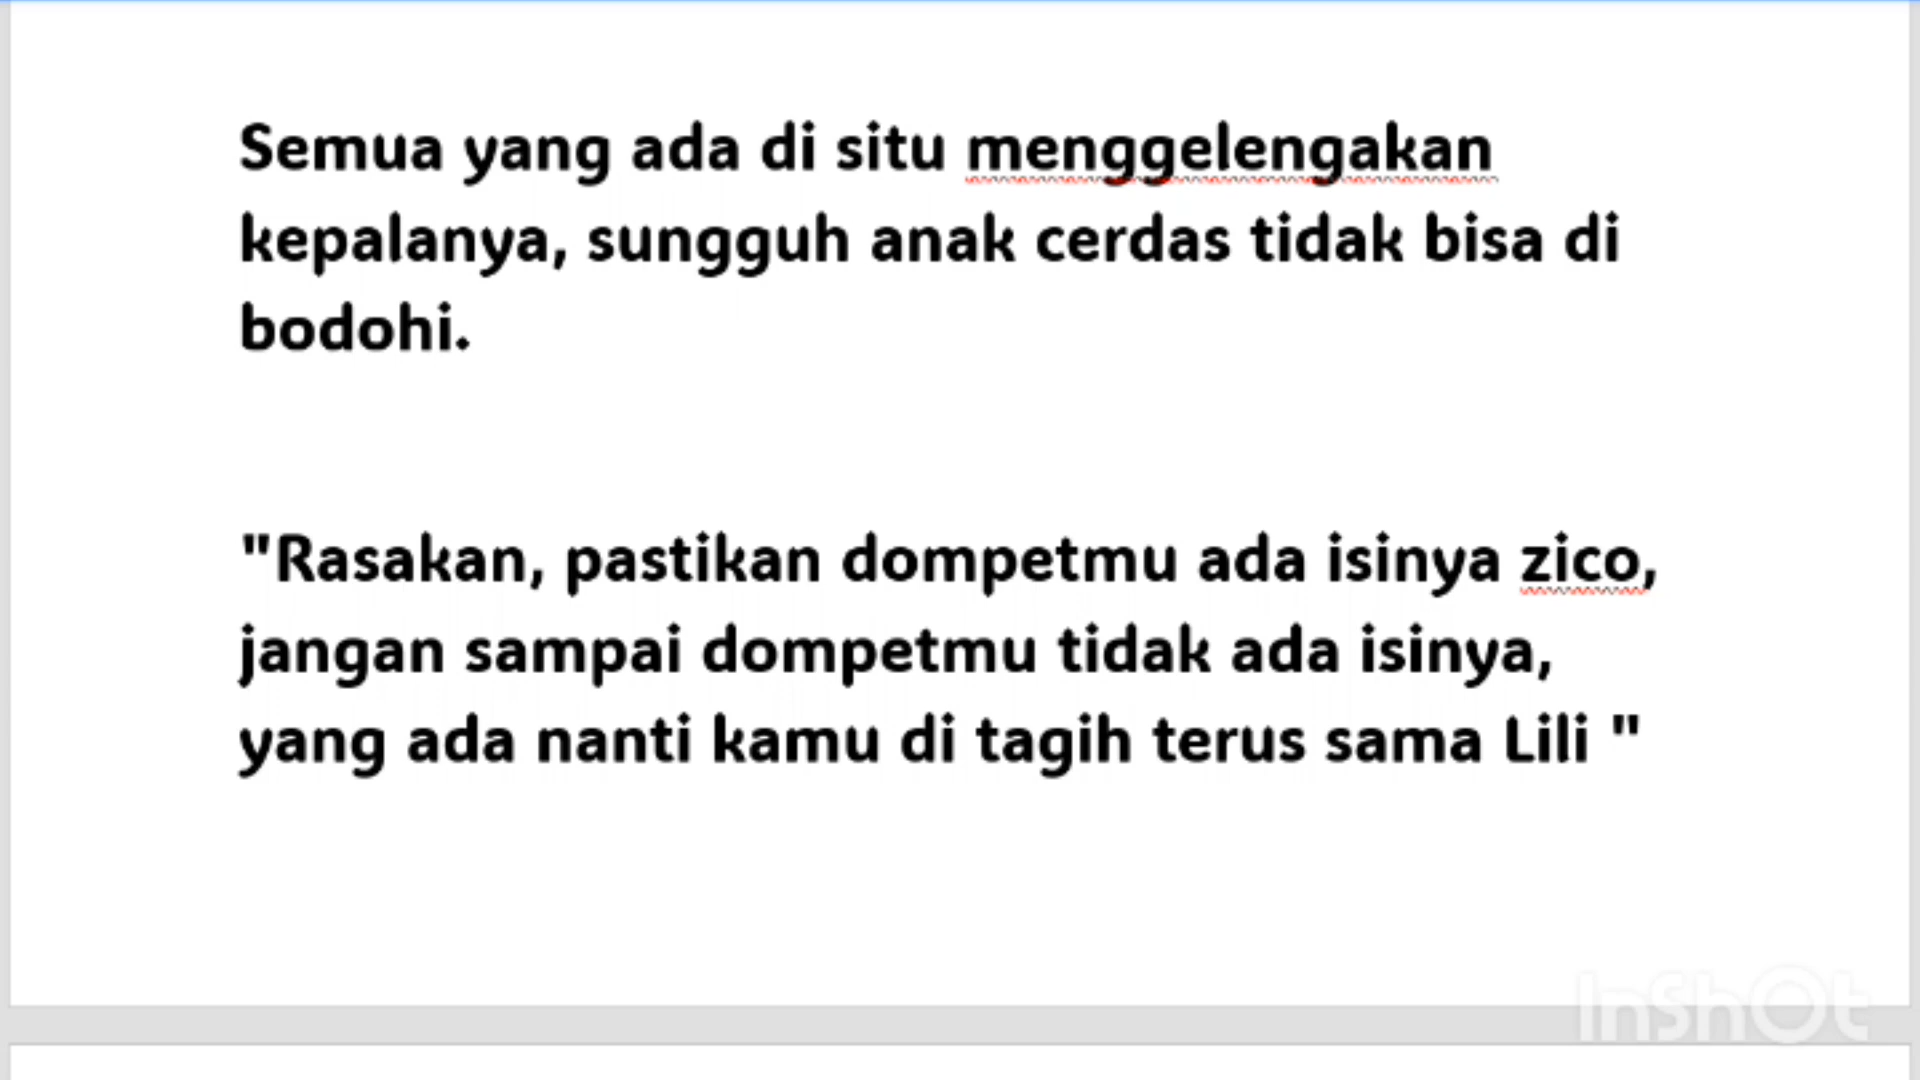 Semua yang ada di situ menggelengakan
kepalanya, sungguh anak cerdas tidak bisa di
bodohi.
"Rasakan, pastikan dompetmu ada isinya zico,
jangan sampai dompetmu tidak ada isinya,
yang ada nanti kamu di tagih terus sama Lili "
InShOt